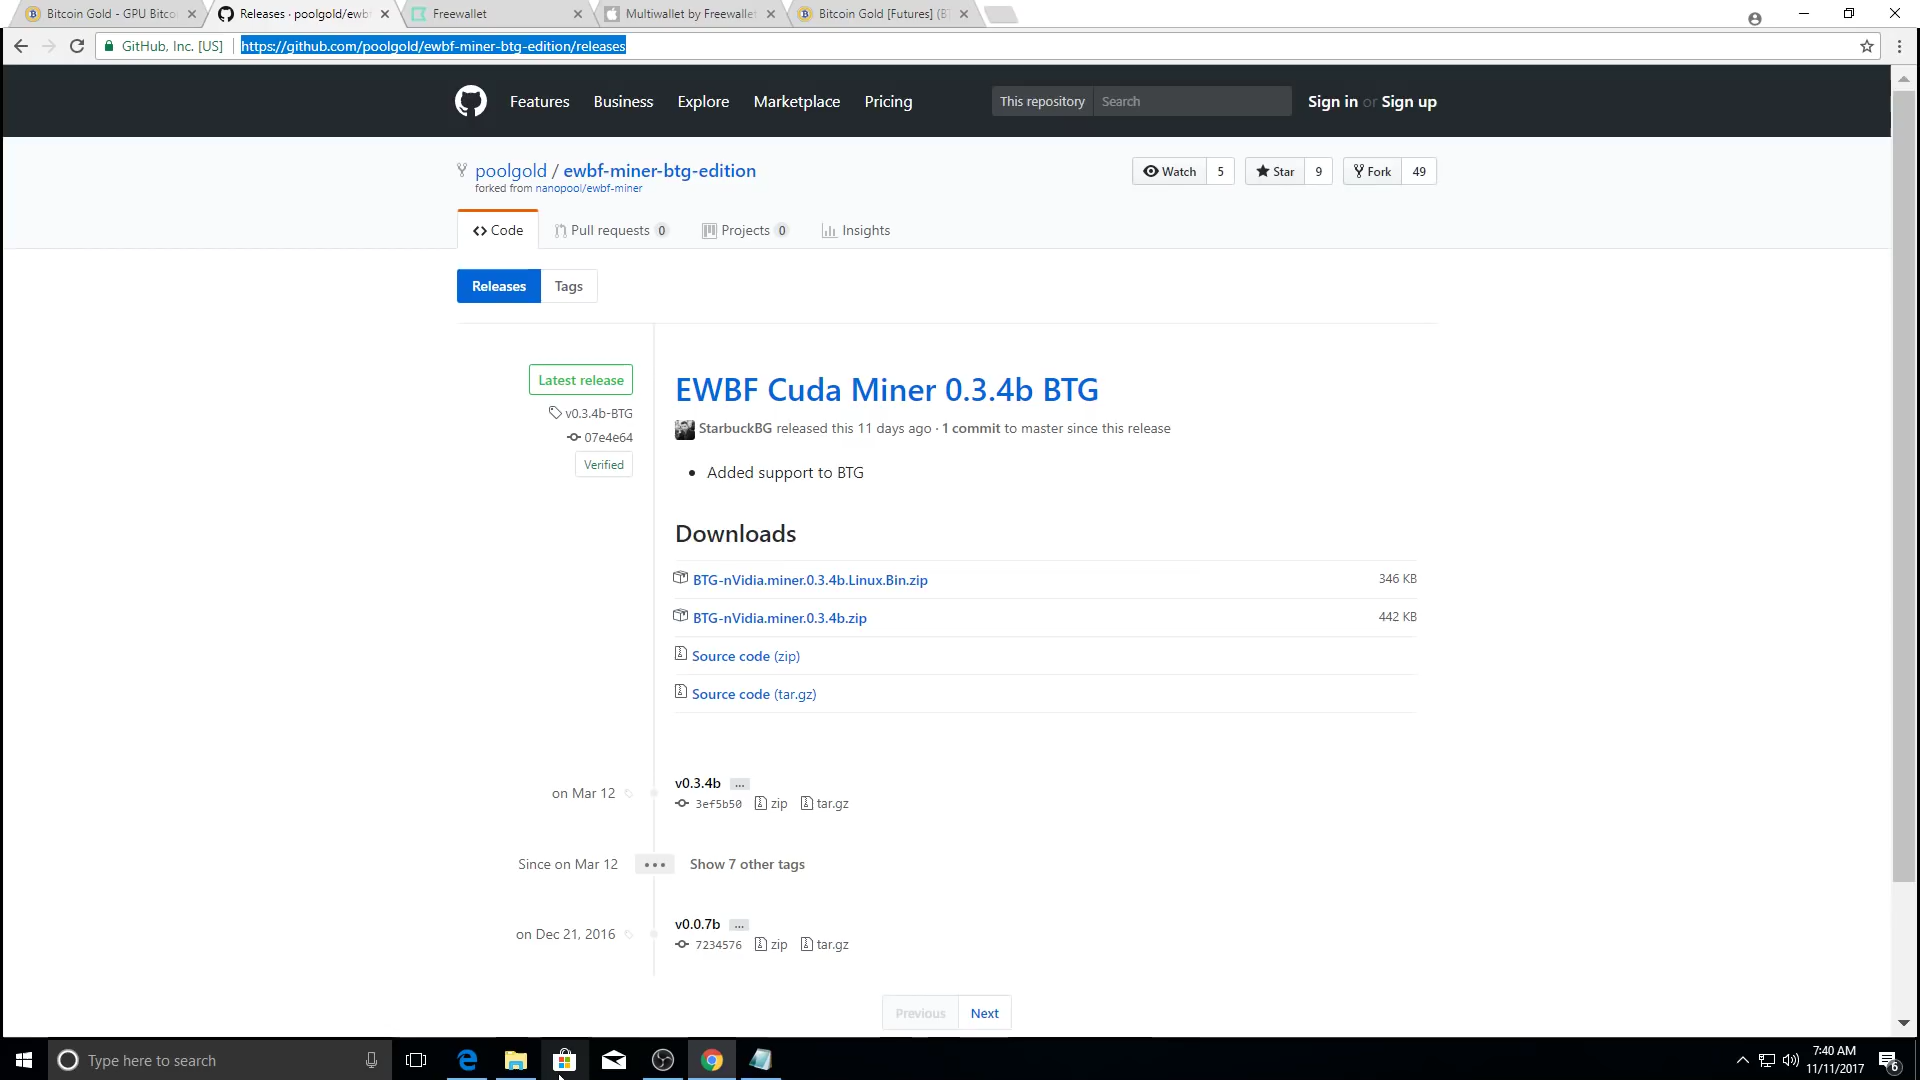 Bitcoin Gold - GPU Bitco
Releases · poolgold/ewb
Freewallet
Multiwallet by Freewalle
Bitcoin Gold [Futures] (B
GitHub, Inc. [US]
https://github.com/poolgold/ewbf-miner-btg-edition/releases
Features Business Explore Marketplace Pricing
This repository Search
Sign in or Sign up
poolgold / ewbf-miner-btg-edition
forked from nanopool/ewbf-miner
Watch 5
Star 9
Fork 49
Code
Pull requests 0
Projects 0
Insights
Releases Tags
Latest release
v0.3.4b-BTG
07e4e64
Verified
EWBF Cuda Miner 0.3.4b BTG
StarbuckBG released this 11 days ago · 1 commit to master since this release
• Added support to BTG
Downloads
BTG-nVidia.miner.0.3.4b.Linux.Bin.zip 346 KB
BTG-nVidia.miner.0.3.4b.zip 442 KB
Source code (zip)
Source code (tar.gz)
on Mar 12
v0.3.4b ...
3ef5b50 zip tar.gz
Since on Mar 12 ••• Show 7 other tags
on Dec 21, 2016
v0.0.7b ...
7234576 zip tar.gz
Previous Next
Type here to search
7:40 AM
11/11/2017
6